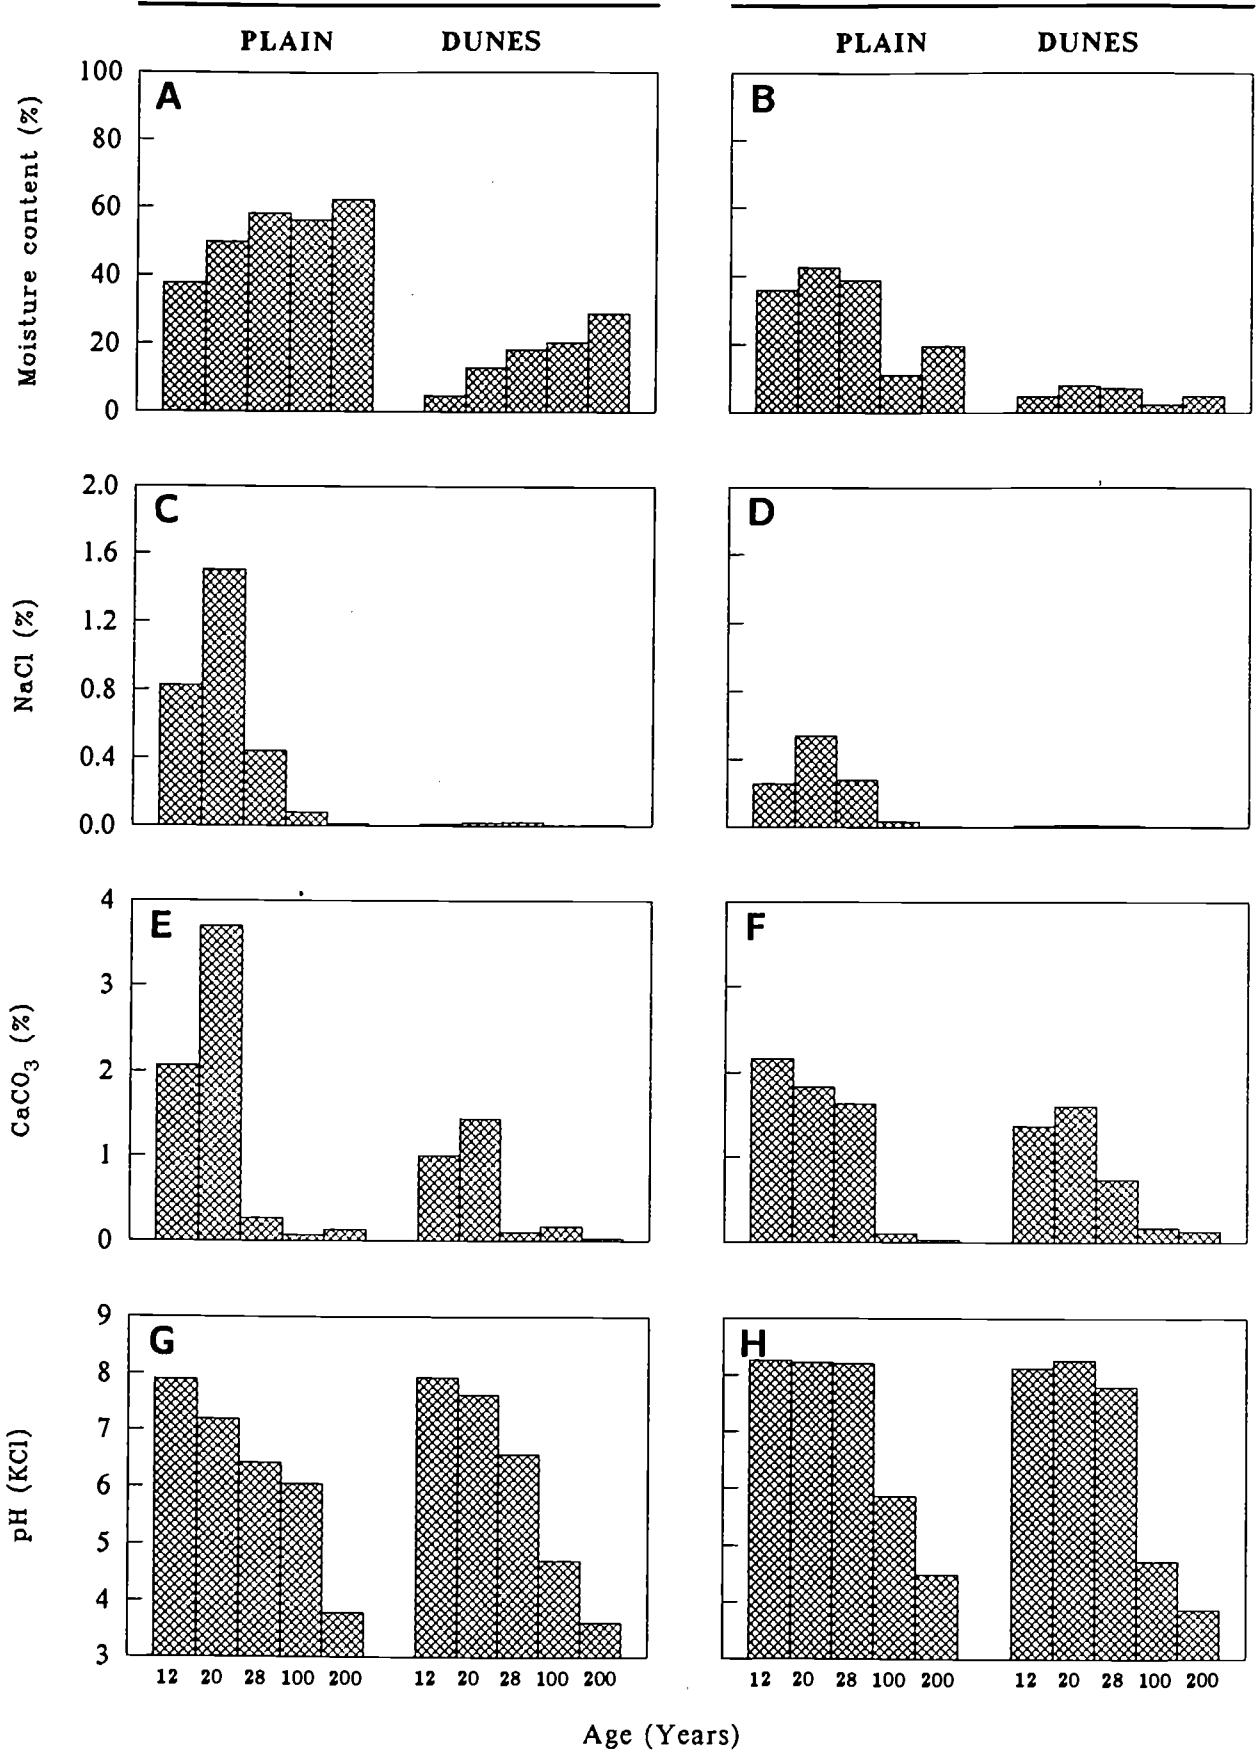 PLAIN DUNES PLAIN DUNES
A
B
Moisture content (%)
100
80
60
40
20
0
C
D
NaCl (%)
2.0
1.6
1.2
0.8
0.4
0.0
E
F
CaCO₃ (%)
4
3
2
1
0
G
H
pH (KCl)
9
8
7
6
5
4
3
12 20 28 100 200 12 20 28 100 200 12 20 28 100 200 12 20 28 100 200
Age (Years)